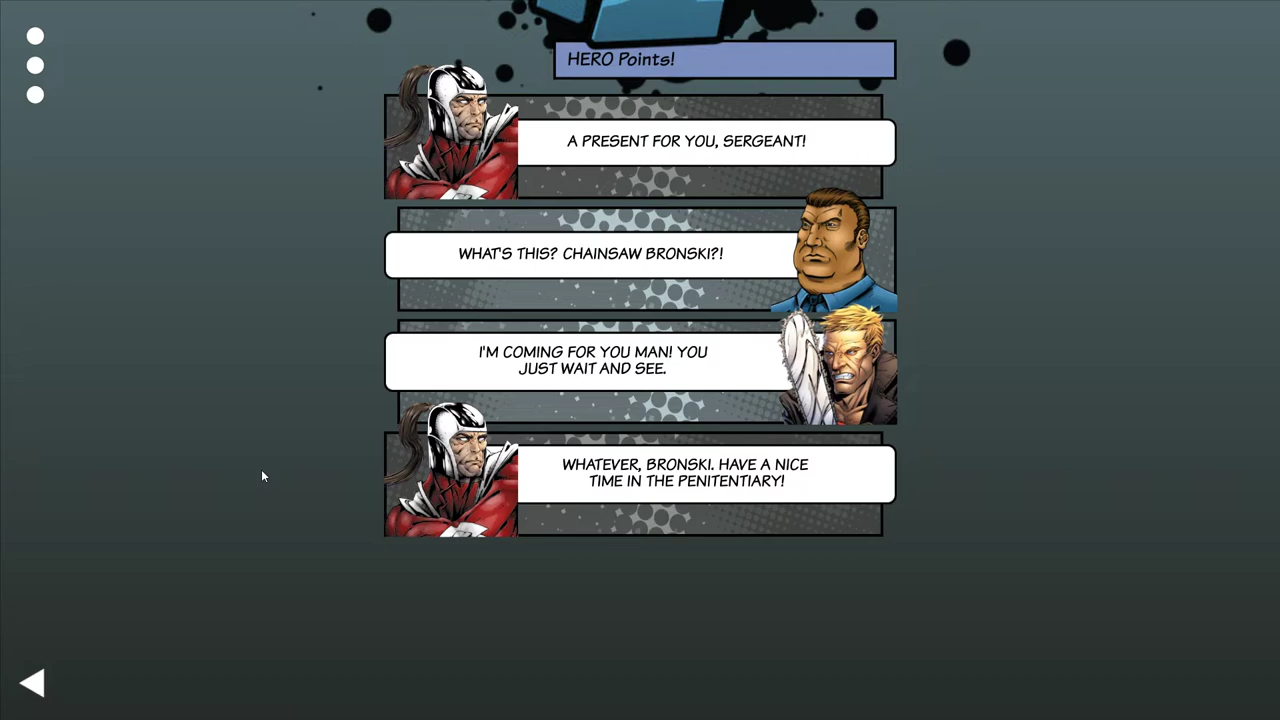 HERO Points!
A PRESENT FOR YOU, SERGEANT!
WHAT'S THIS? CHAINSAW BRONSKI?!
I'M COMING FOR YOU MAN! YOU
JUST WAIT AND SEE.
WHATEVER, BRONSKI. HAVE A NICE
TIME IN THE PENITENTIARY!